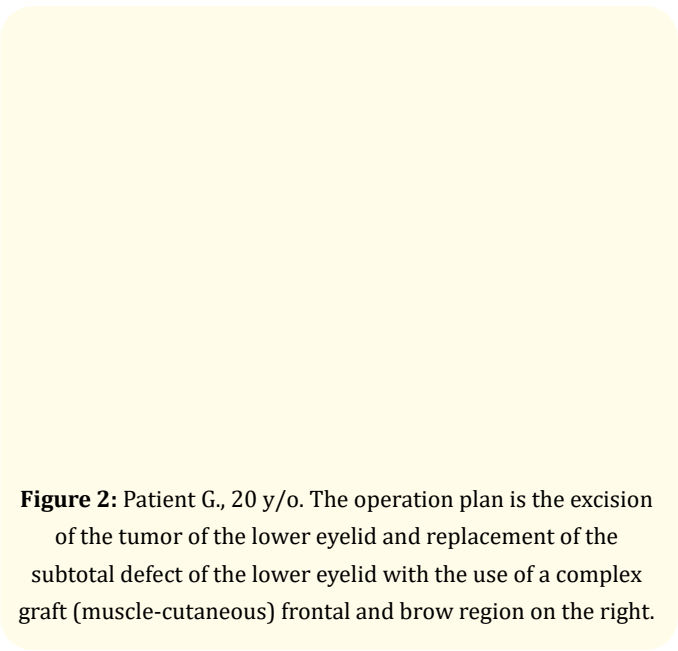 Figure 2: Patient G., 20 y/o. The operation plan is the excision
of the tumor of the lower eyelid and replacement of the
subtotal defect of the lower eyelid with the use of a complex
graft (muscle-cutaneous) frontal and brow region on the right.